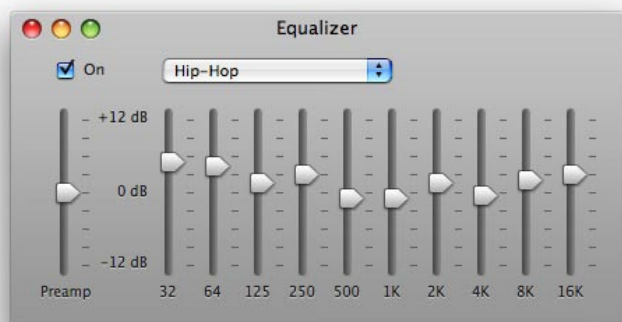 Equalizer
On
Hip-Hop
+12 dB
0 dB
-12 dB
Preamp 32 64 125 250 500 1K 2K 4K 8K 16K